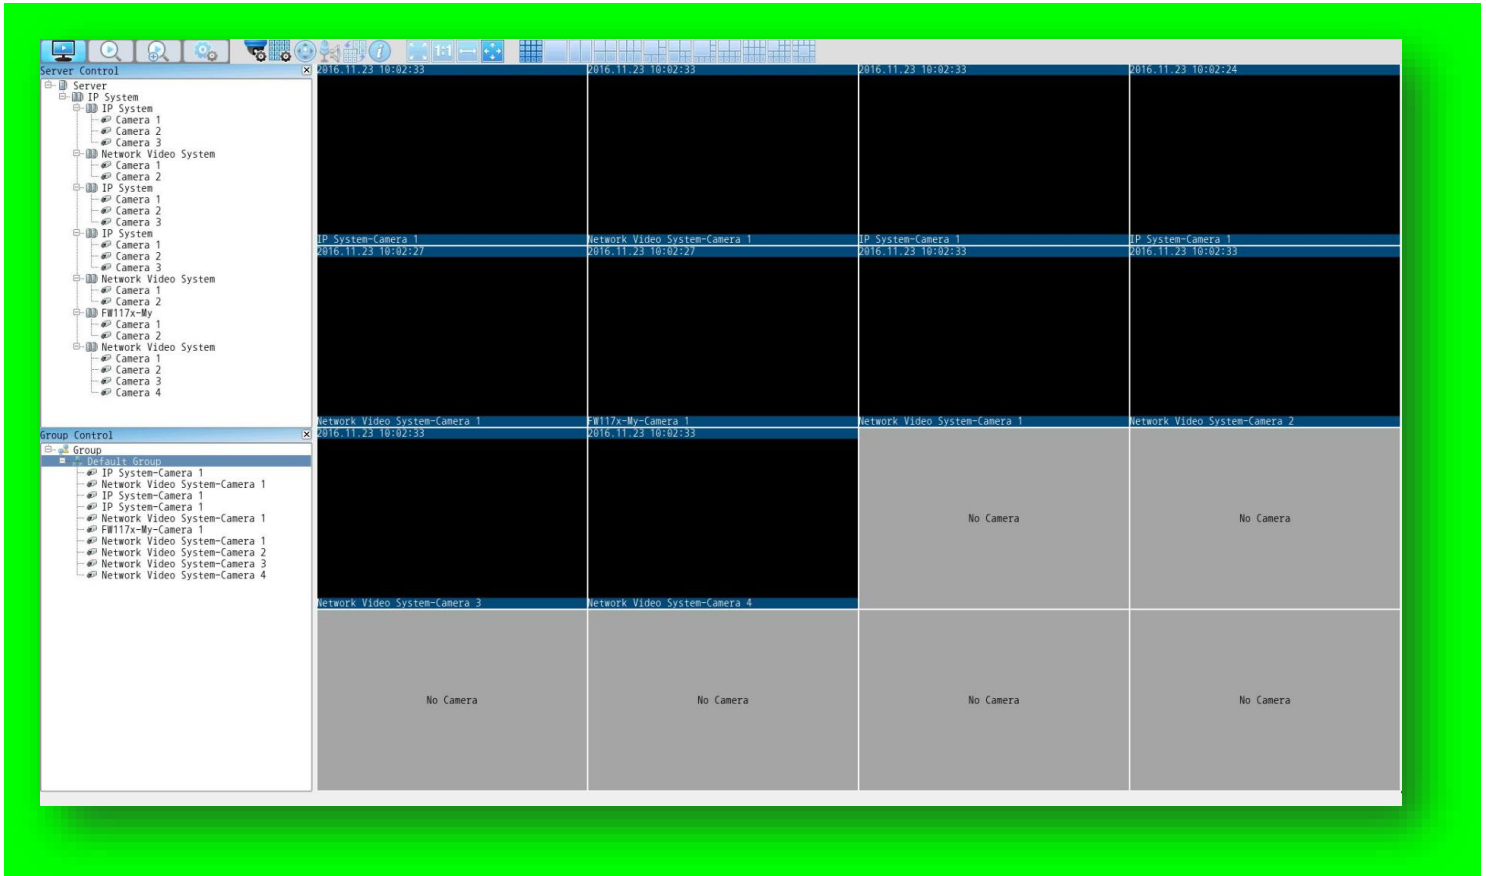 1:1
Server Control
Server
IP System
IP System
Camera 1
Camera 2
Camera 3
Network Video System
Camera 1
Camera 2
IP System
Camera 1
Camera 2
Camera 3
IP System
Camera 1
Camera 2
Camera 3
Network Video System
Camera 1
Camera 2
FW117x-My
Camera 1
Camera 2
Network Video System
Camera 1
Camera 2
Camera 3
Camera 4
Group Control
Group
Default Group
IP System-Camera 1
Network Video System-Camera 1
IP System-Camera 1
IP System-Camera 1
Network Video System-Camera 1
FW117x-My-Camera 1
Network Video System-Camera 1
Network Video System-Camera 2
Network Video System-Camera 3
Network Video System-Camera 4
2016.11.23 10:02:33
2016.11.23 10:02:33
2016.11.23 10:02:33
2016.11.23 10:02:24
IP System-Camera 1
Network Video System-Camera 1
IP System-Camera 1
IP System-Camera 1
2016.11.23 10:02:27
2016.11.23 10:02:27
2016.11.23 10:02:33
2016.11.23 10:02:33
Network Video System-Camera 1
FW117x-My-Camera 1
Network Video System-Camera 1
Network Video System-Camera 2
2016.11.23 10:02:33
2016.11.23 10:02:33
No Camera
No Camera
Network Video System-Camera 3
Network Video System-Camera 4
No Camera
No Camera
No Camera
No Camera